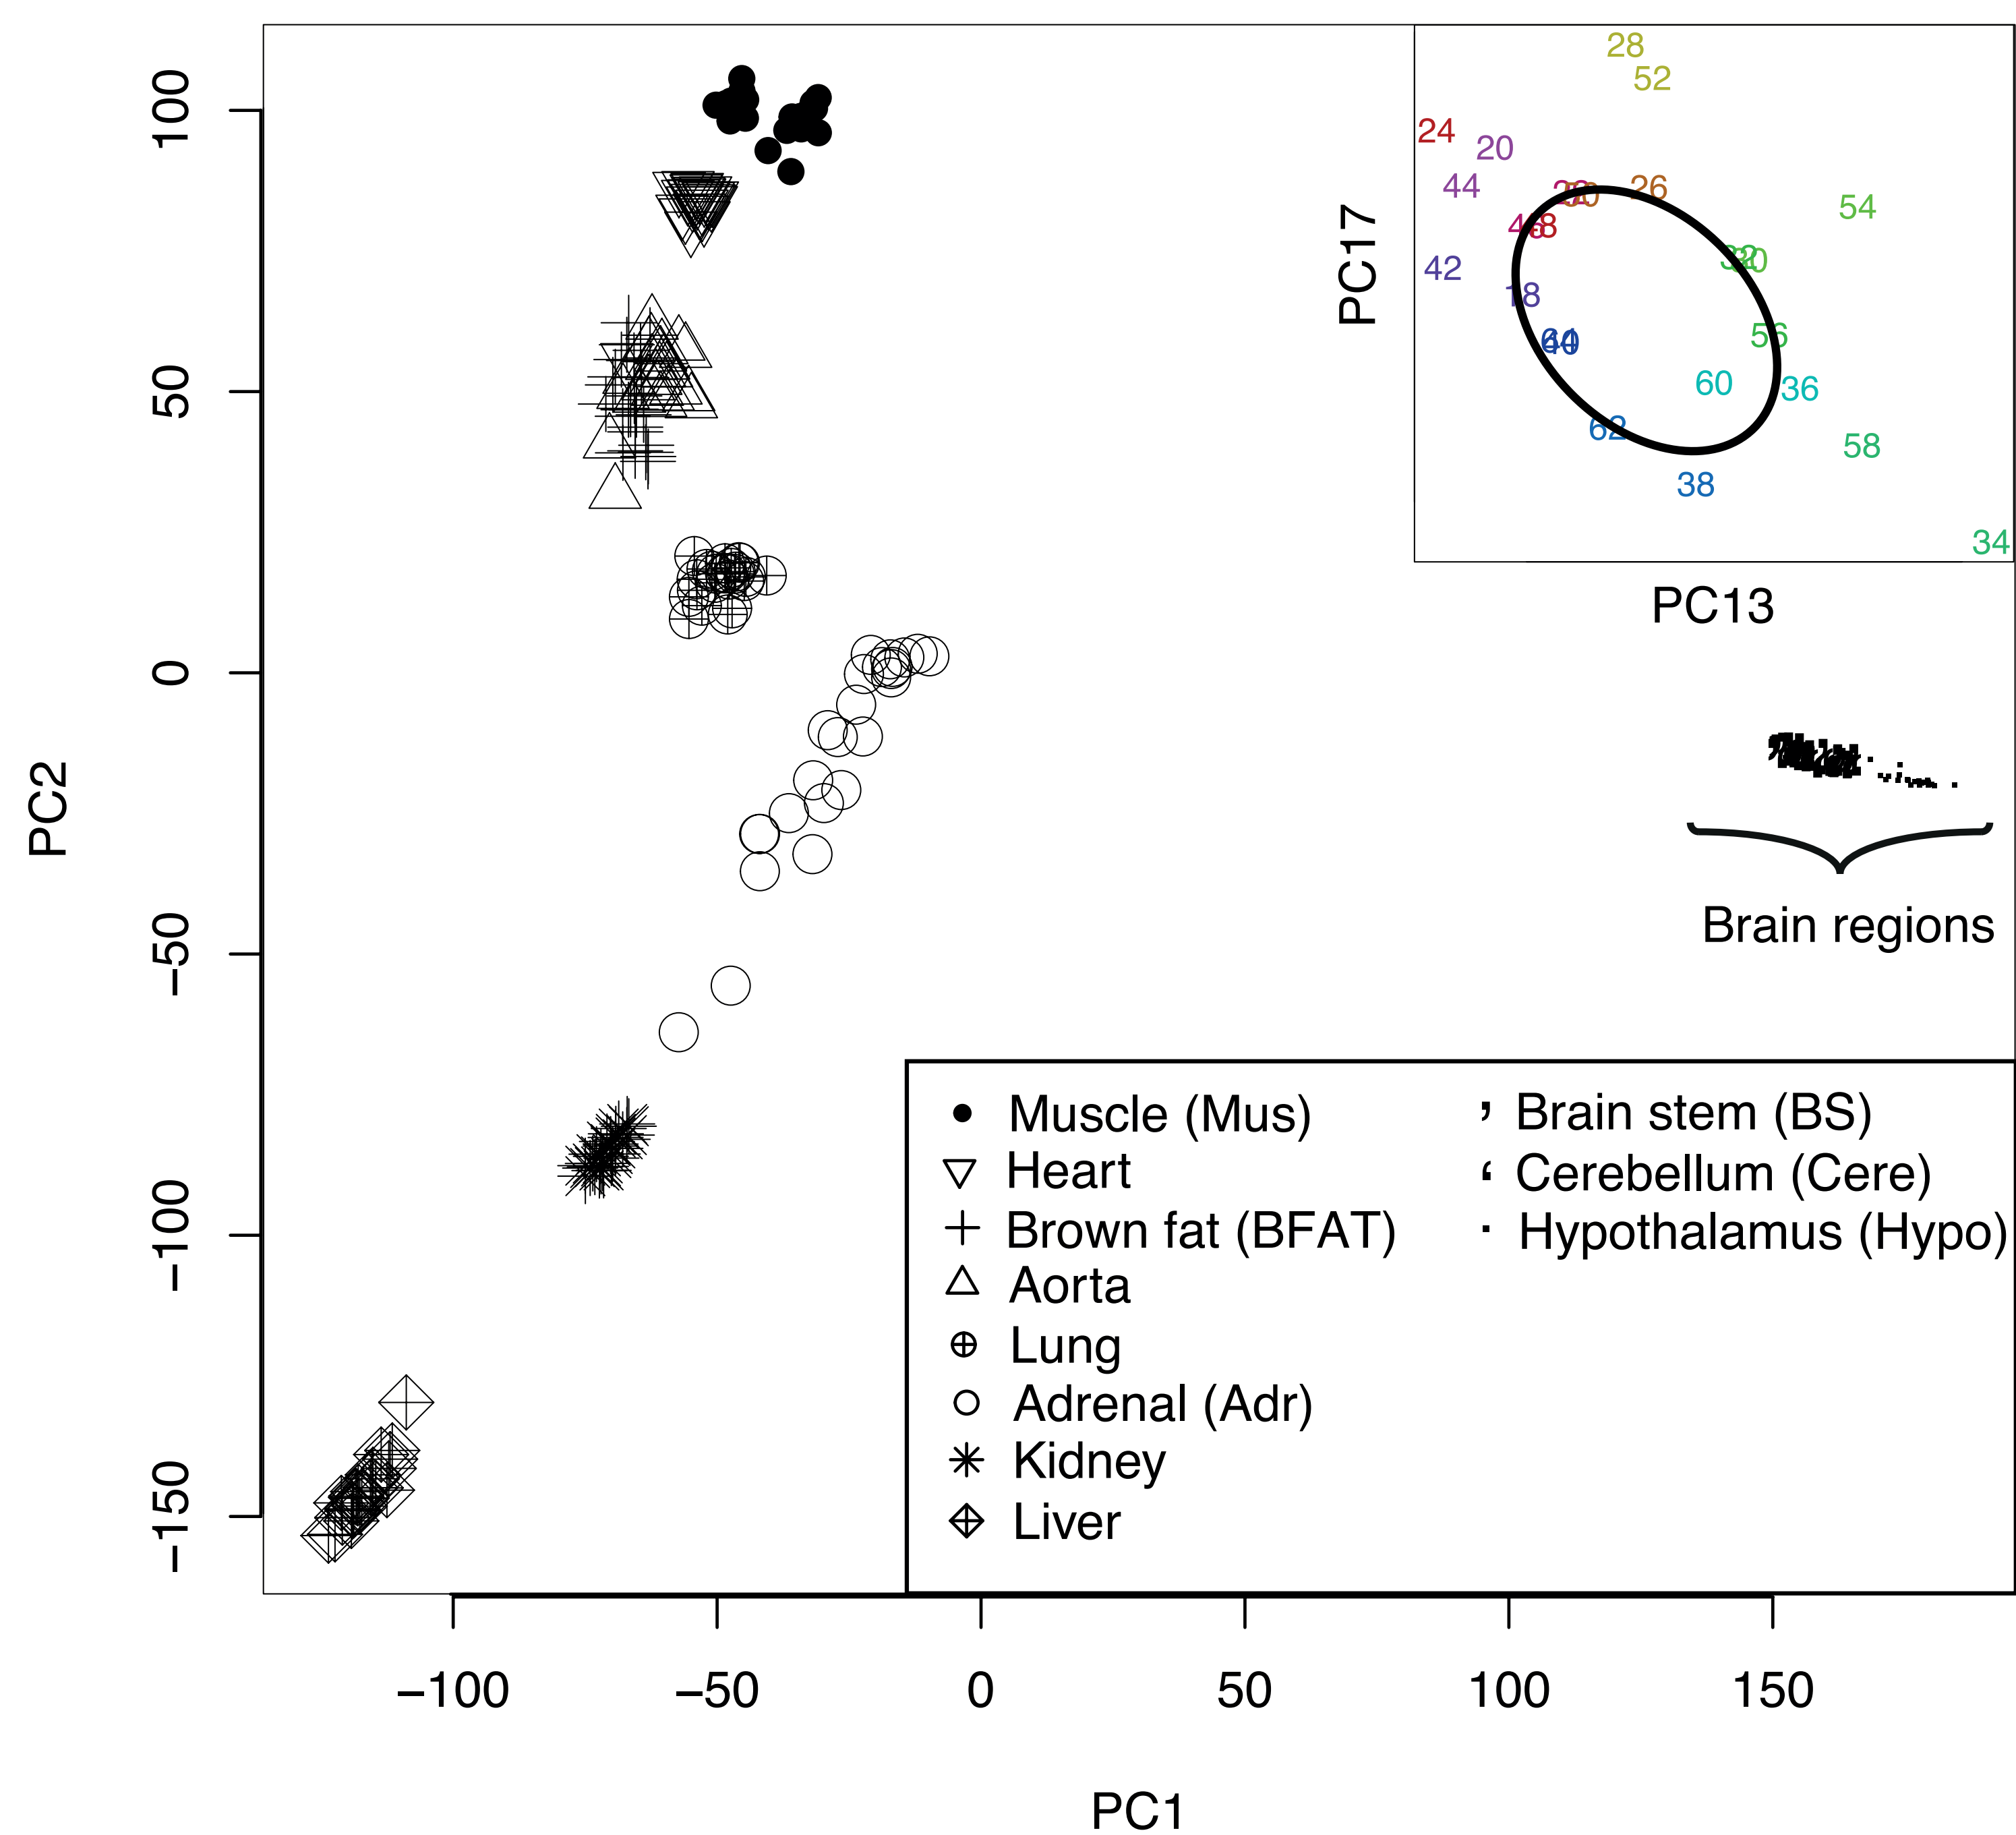 28
52
24
20
44
26
54
42
18
56
60
36
62
58
38
34
PC17
PC13
100
50
0
−50
−100
−150
PC2
Brain regions
Muscle (Mus)
Heart
Brown fat (BFAT)
Aorta
Lung
Adrenal (Adr)
Kidney
Liver
Brain stem (BS)
Cerebellum (Cere)
Hypothalamus (Hypo)
−100
−50
0
50
100
150
PC1